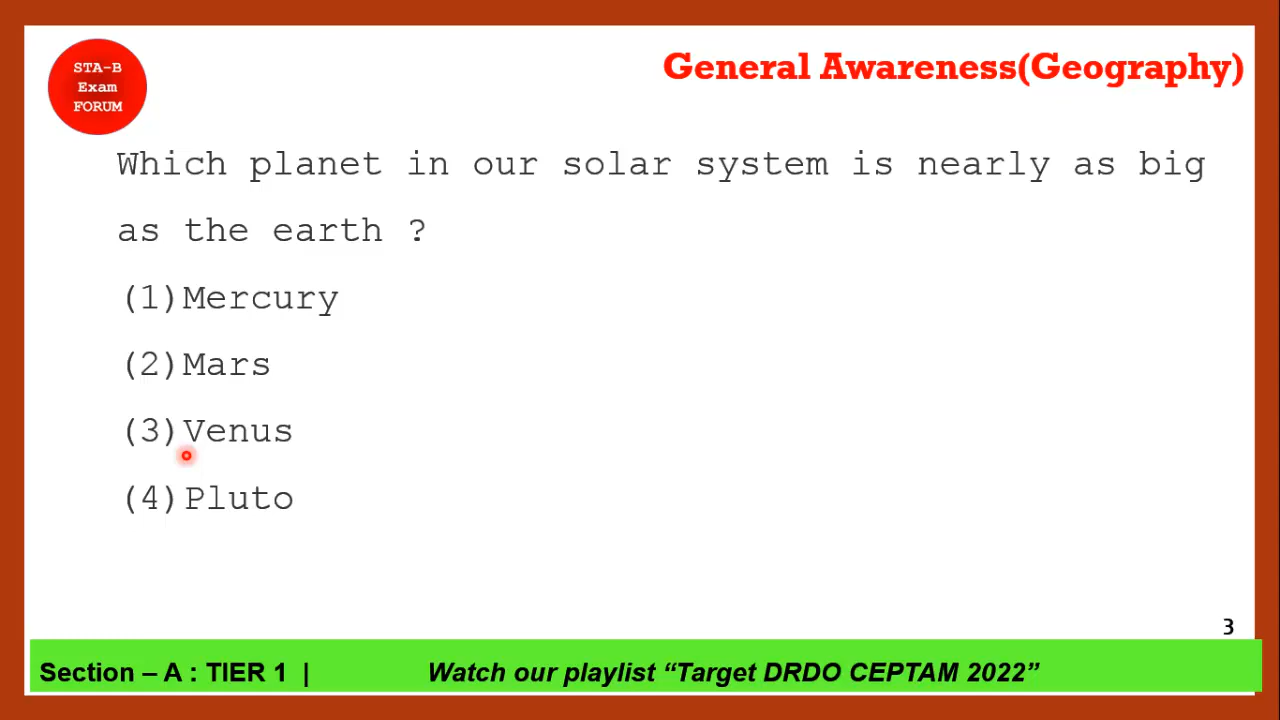 STA-B
Exam
FORUM
General Awareness(Geography)
Which planet in our solar system is nearly as big
as the earth ?
(1)Mercury
(2)Mars
(3)Venus
(4)Pluto
3
Section – A : TIER 1 | Watch our playlist “Target DRDO CEPTAM 2022”